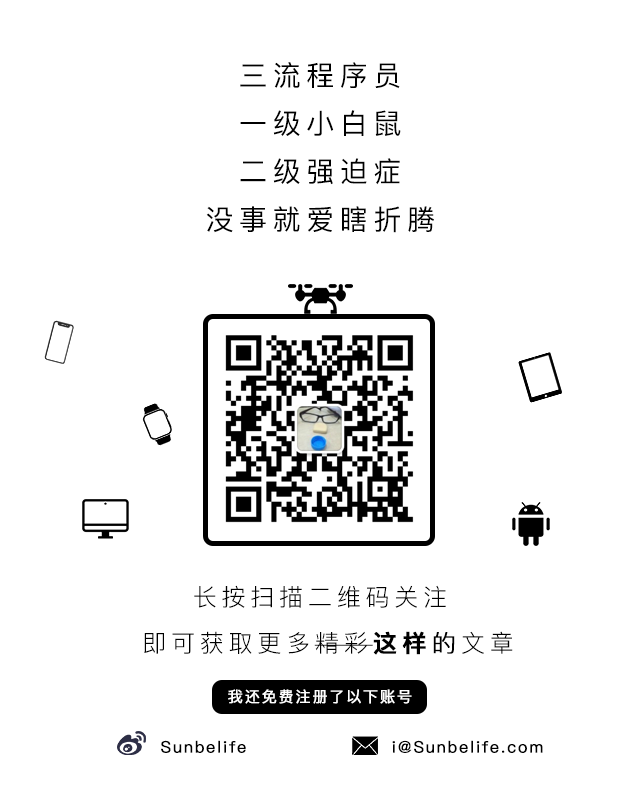 三流程序员
一级小白鼠
二级强迫症
没事就爱瞎折腾
长按扫描二维码关注
即可获取更多精彩这样的文章
我还免费注册了以下账号
Sunbelife
i@Sunbelife.com